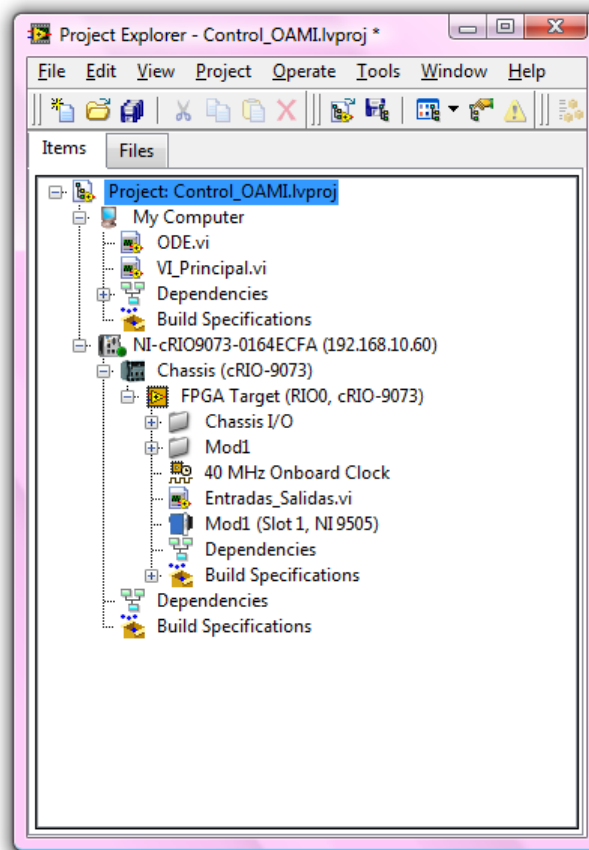 Project Explorer - Control_OAMI.lvproj *
File Edit View Project Operate Tools Window Help
Items Files
Project: Control_OAMI.lvproj
My Computer
ODE.vi
VI_Principal.vi
Dependencies
Build Specifications
NI-cRIO9073-0164ECFA (192.168.10.60)
Chassis (cRIO-9073)
FPGA Target (RIO0, cRIO-9073)
Chassis I/O
Mod1
40 MHz Onboard Clock
Entradas_Salidas.vi
Mod1 (Slot 1, NI 9505)
Dependencies
Build Specifications
Dependencies
Build Specifications